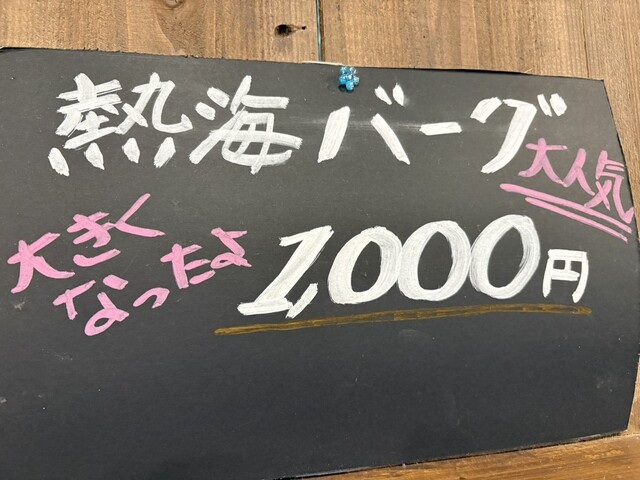 熱海バーグ
大人気
大きく
なったよ
1,000円